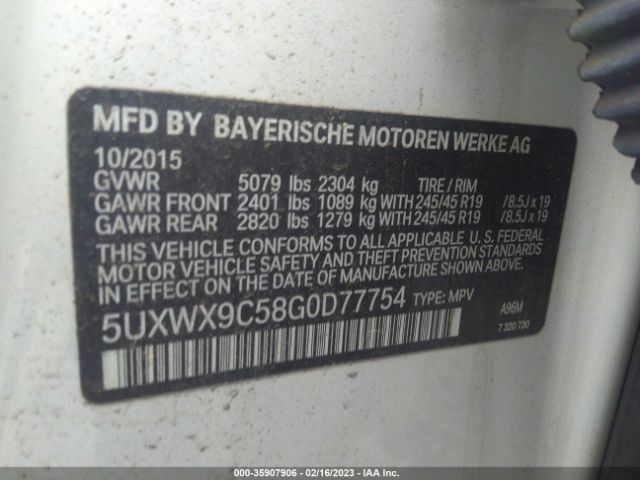 MFD BY BAYERISCHE MOTOREN WERKE AG
10/2015
GVWR 5079 lbs 2304 kg TIRE / RIM
GAWR FRONT 2401 lbs 1089 kg WITH 245/45 R19 /8.5J x 19
GAWR REAR 2820 lbs 1279 kg WITH 245/45 R19 /8.5J x 19
THIS VEHICLE CONFORMS TO ALL APPLICABLE U.S. FEDERAL
MOTOR VEHICLE SAFETY AND THEFT PREVENTION STANDARDS
IN EFFECT ON THE DATE OF MANUFACTURE SHOWN ABOVE.
5UXWX9C58G0D77754 TYPE: MPV A96M
7 320 730
000-35907906 - 02/16/2023 - IAA Inc.